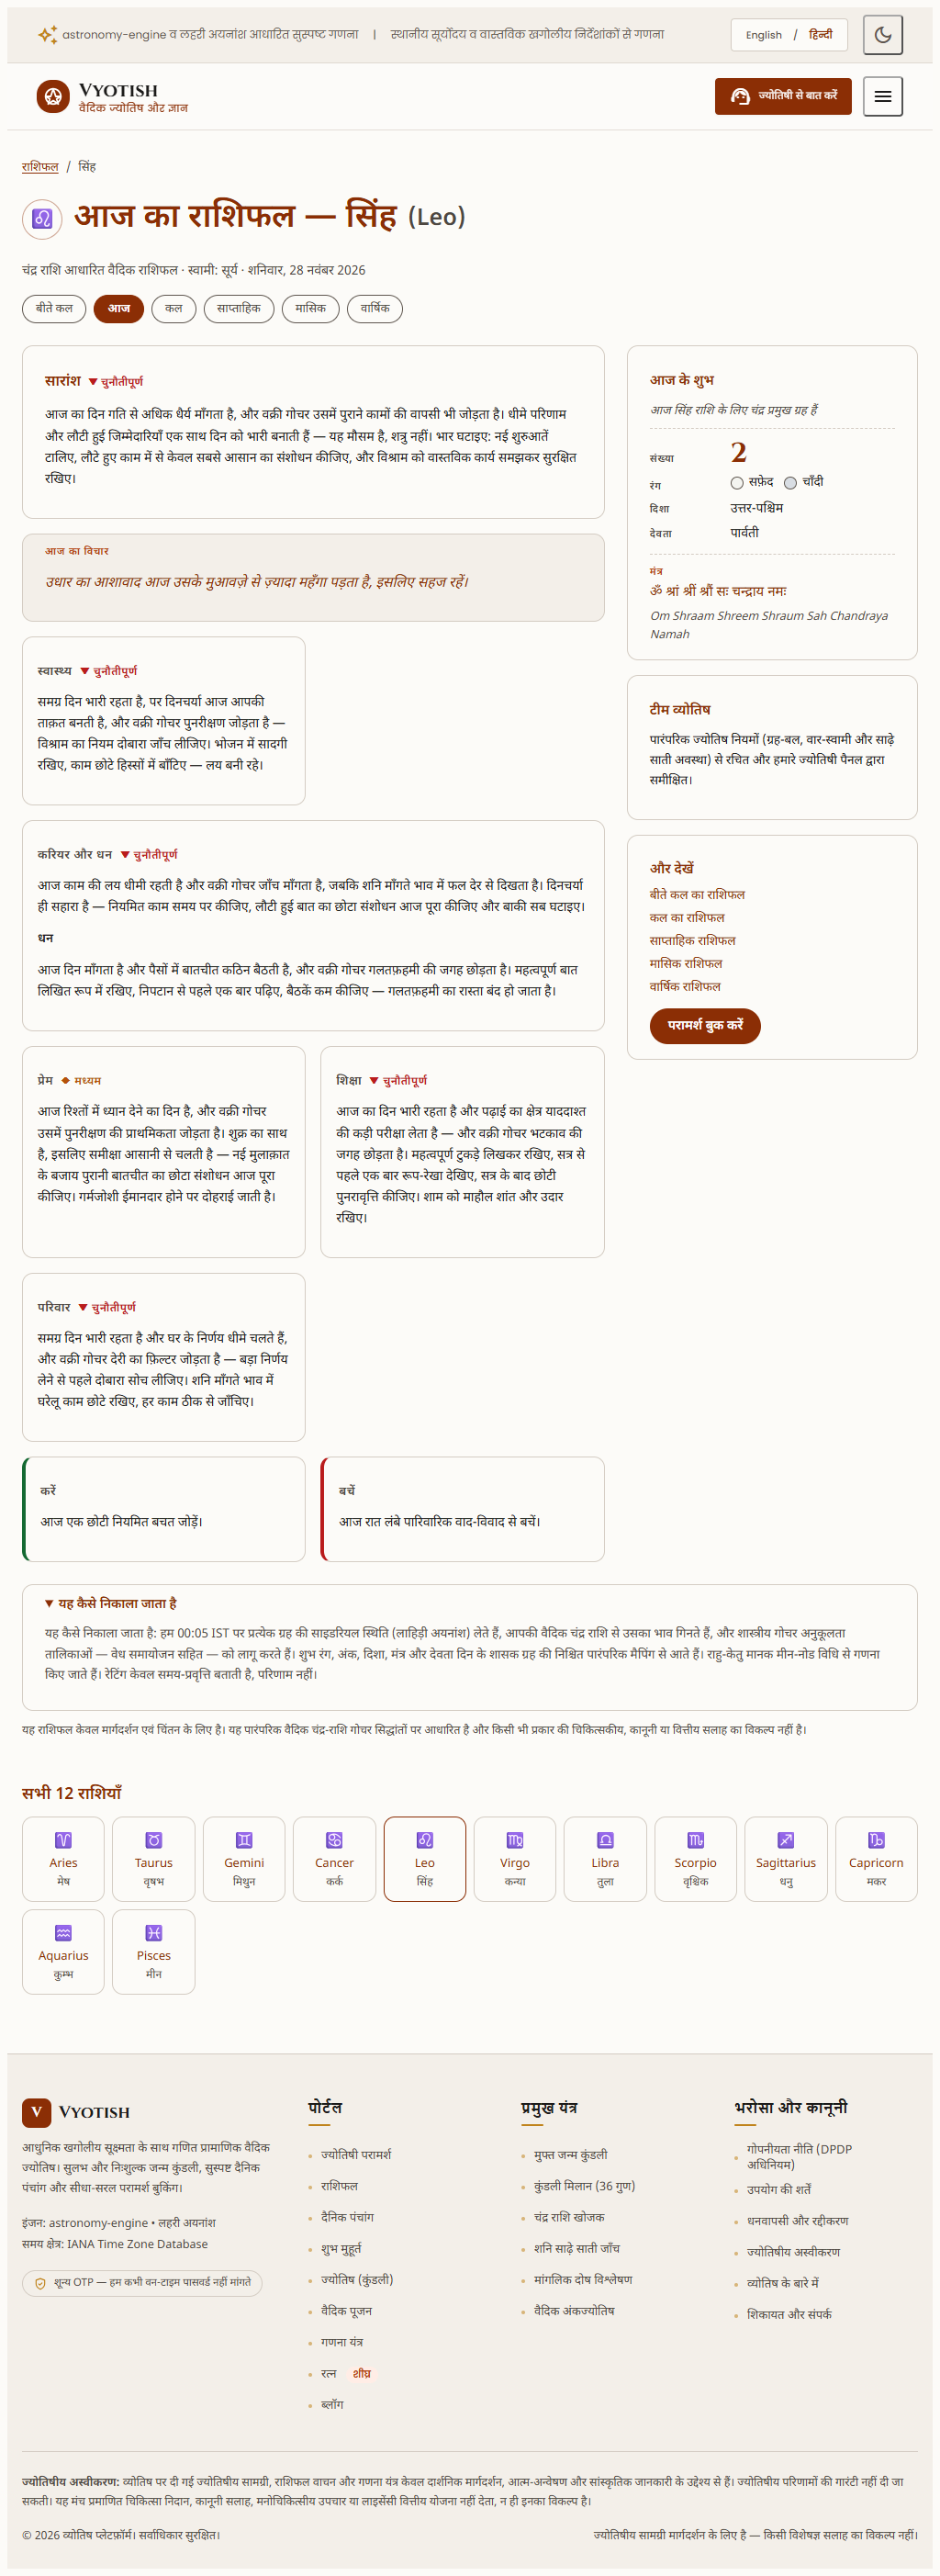 astronomy-engine व लहरी अयनांश आधारित सुस्पष्ट गणना | स्थानीय सूर्योदय व वास्तविक खगोलीय निर्देशांकों से गणना
English / हिन्दी
VYOTISH
वैदिक ज्योतिष और ज्ञान
ज्योतिषी से बात करें
राशिफल / सिंह
आज का राशिफल — सिंह (Leo)
चंद्र राशि आधारित वैदिक राशिफल · स्वामी: सूर्य · शनिवार, 28 नवंबर 2026
बीते कल
आज
कल
साप्ताहिक
मासिक
वार्षिक
सारांश ▼ चुनौतीपूर्ण
आज का दिन गति से अधिक धैर्य माँगता है, और वक्री गोचर उसमें पुराने कामों की वापसी भी जोड़ता है। धीमे परिणाम
और लौटी हुई जिम्मेदारियाँ एक साथ दिन को भारी बनाती हैं — यह मौसम है, शत्रु नहीं। भार घटाइए: नई शुरुआतें
टालिए, लौटे हुए काम में से केवल सबसे आसान का संशोधन कीजिए, और विश्राम को वास्तविक कार्य समझकर सुरक्षित
रखिए।
आज का विचार
उधार का आशावाद आज उसके मुआवज़े से ज़्यादा महँगा पड़ता है, इसलिए सहज रहें।
स्वास्थ्य ▼ चुनौतीपूर्ण
समग्र दिन भारी रहता है, पर दिनचर्या आज आपकी
ताक़त बनती है, और वक्री गोचर पुनरीक्षण जोड़ता है —
विश्राम का नियम दोबारा जाँच लीजिए। भोजन में सादगी
रखिए, काम छोटे हिस्सों में बाँटिए — लय बनी रहे।
करियर और धन ▼ चुनौतीपूर्ण
आज काम की लय धीमी रहती है और वक्री गोचर जाँच माँगता है, जबकि शनि माँगते भाव में फल देर से दिखता है। दिनचर्या
ही सहारा है — नियमित काम समय पर कीजिए, लौटी हुई बात का छोटा संशोधन आज पूरा कीजिए और बाकी सब घटाइए।
धन
आज दिन माँगता है और पैसों में बातचीत कठिन बैठती है, और वक्री गोचर गलतफ़हमी की जगह छोड़ता है। महत्वपूर्ण बात
लिखित रूप में रखिए, निपटान से पहले एक बार पढ़िए, बैठकें कम कीजिए — गलतफ़हमी का रास्ता बंद हो जाता है।
प्रेम ◆ मध्यम
आज रिश्तों में ध्यान देने का दिन है, और वक्री गोचर
उसमें पुनरीक्षण की प्राथमिकता जोड़ता है। शुक्र का साथ
है, इसलिए समीक्षा आसानी से चलती है — नई मुलाक़ात
के बजाय पुरानी बातचीत का छोटा संशोधन आज पूरा
कीजिए। गर्मजोशी ईमानदार होने पर दोहराई जाती है।
शिक्षा ▼ चुनौतीपूर्ण
आज का दिन भारी रहता है और पढ़ाई का क्षेत्र याददाश्त
की कड़ी परीक्षा लेता है — और वक्री गोचर भटकाव की
जगह छोड़ता है। महत्वपूर्ण टुकड़े लिखकर रखिए, सत्र से
पहले एक बार रूप-रेखा देखिए, सत्र के बाद छोटी
पुनरावृत्ति कीजिए। शाम को माहौल शांत और उदार
रखिए।
परिवार ▼ चुनौतीपूर्ण
समग्र दिन भारी रहता है और घर के निर्णय धीमे चलते हैं,
और वक्री गोचर देरी का फ़िल्टर जोड़ता है — बड़ा निर्णय
लेने से पहले दोबारा सोच लीजिए। शनि माँगते भाव में
घरेलू काम छोटे रखिए, हर काम ठीक से जाँचिए।
करें
आज एक छोटी नियमित बचत जोड़ें।
बचें
आज रात लंबे पारिवारिक वाद-विवाद से बचें।
आज के शुभ
आज सिंह राशि के लिए चंद्र प्रमुख ग्रह हैं
संख्या 2
रंग सफ़ेद चाँदी
दिशा उत्तर-पश्चिम
देवता पार्वती
मंत्र
ॐ श्रां श्रीं श्रौं सः चन्द्राय नमः
Om Shraam Shreem Shraum Sah Chandraya
Namah
टीम व्योतिष
पारंपरिक ज्योतिष नियमों (ग्रह-बल, वार-स्वामी और साढ़े
साती अवस्था) से रचित और हमारे ज्योतिषी पैनल द्वारा
समीक्षित।
और देखें
बीते कल का राशिफल
कल का राशिफल
साप्ताहिक राशिफल
मासिक राशिफल
वार्षिक राशिफल
परामर्श बुक करें
▼ यह कैसे निकाला जाता है
यह कैसे निकाला जाता है: हम 00:05 IST पर प्रत्येक ग्रह की साइडरियल स्थिति (लाहिड़ी अयनांश) लेते हैं, आपकी वैदिक चंद्र राशि से उसका भाव गिनते हैं, और शास्त्रीय गोचर अनुकूलता
तालिकाओं — वेध समायोजन सहित — को लागू करते हैं। शुभ रंग, अंक, दिशा, मंत्र और देवता दिन के शासक ग्रह की निश्चित पारंपरिक मैपिंग से आते हैं। राहु-केतु मानक मीन-नोड विधि से गणना
किए जाते हैं। रेटिंग केवल समय-प्रवृत्ति बताती है, परिणाम नहीं।
यह राशिफल केवल मार्गदर्शन एवं चिंतन के लिए है। यह पारंपरिक वैदिक चंद्र-राशि गोचर सिद्धांतों पर आधारित है और किसी भी प्रकार की चिकित्सकीय, कानूनी या वित्तीय सलाह का विकल्प नहीं है।
सभी 12 राशियाँ
Aries
मेष
Taurus
वृषभ
Gemini
मिथुन
Cancer
कर्क
Leo
सिंह
Virgo
कन्या
Libra
तुला
Scorpio
वृश्चिक
Sagittarius
धनु
Capricorn
मकर
Aquarius
कुम्भ
Pisces
मीन
V VYOTISH
आधुनिक खगोलीय सूक्ष्मता के साथ गणित प्रामाणिक वैदिक
ज्योतिष। सुलभ और निःशुल्क जन्म कुंडली, सुस्पष्ट दैनिक
पंचांग और सीधा-सरल परामर्श बुकिंग।
इंजन: astronomy-engine • लहरी अयनांश
समय क्षेत्र: IANA Time Zone Database
शून्य OTP — हम कभी वन-टाइम पासवर्ड नहीं मांगते
पोर्टल
ज्योतिषी परामर्श
राशिफल
दैनिक पंचांग
शुभ मुहूर्त
ज्योतिष (कुंडली)
वैदिक पूजन
गणना यंत्र
रत्न शीघ्र
ब्लॉग
प्रमुख यंत्र
मुफ्त जन्म कुंडली
कुंडली मिलान (36 गुण)
चंद्र राशि खोजक
शनि साढ़े साती जाँच
मांगलिक दोष विश्लेषण
वैदिक अंकज्योतिष
भरोसा और कानूनी
गोपनीयता नीति (DPDP
अधिनियम)
उपयोग की शर्तें
धनवापसी और रद्दीकरण
ज्योतिषीय अस्वीकरण
व्योतिष के बारे में
शिकायत और संपर्क
ज्योतिषीय अस्वीकरण: व्योतिष पर दी गई ज्योतिषीय सामग्री, राशिफल वाचन और गणना यंत्र केवल दार्शनिक मार्गदर्शन, आत्म-अन्वेषण और सांस्कृतिक जानकारी के उद्देश्य से हैं। ज्योतिषीय परिणामों की गारंटी नहीं दी जा
सकती। यह मंच प्रमाणित चिकित्सा निदान, कानूनी सलाह, मनोचिकित्सीय उपचार या लाइसेंसी वित्तीय योजना नहीं देता, न ही इनका विकल्प है।
© 2026 व्योतिष प्लेटफ़ॉर्म। सर्वाधिकार सुरक्षित।
ज्योतिषीय सामग्री मार्गदर्शन के लिए है — किसी विशेषज्ञ सलाह का विकल्प नहीं।